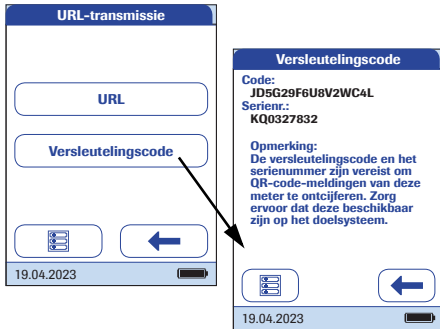 URL-transmissie
URL
Versleutelingscode
19.04.2023
Versleutelingscode
Code:
JD5G29F6U8V2WC4L
Serienr.:
KQ0327832
Opmerking:
De versleutelingscode en het
serienummer zijn vereist om
QR-code-meldingen van deze
meter te ontcijferen. Zorg
ervoor dat deze beschikbaar
zijn op het doelsysteem.
19.04.2023